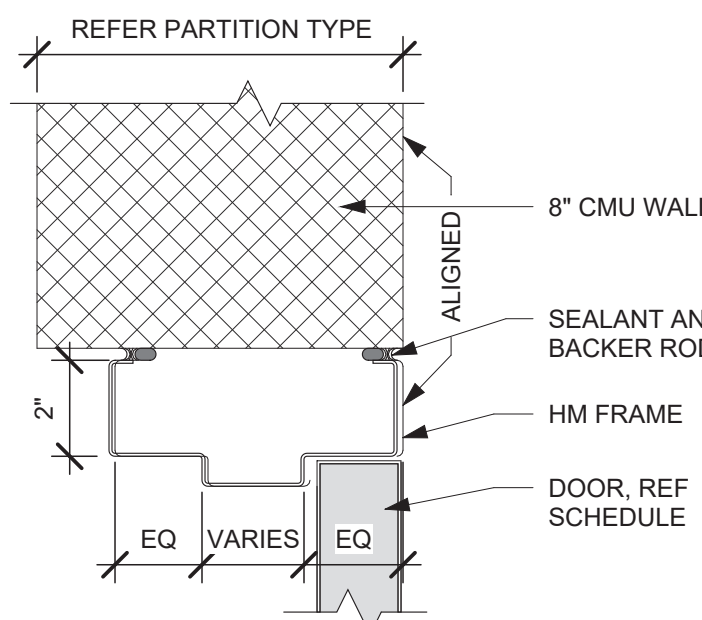 REFER PARTITION TYPE
8" CMU WALL
ALIGNED
SEALANT AN
BACKER ROD
2"
HM FRAME
DOOR, REF
SCHEDULE
EQ
VARIES
EQ